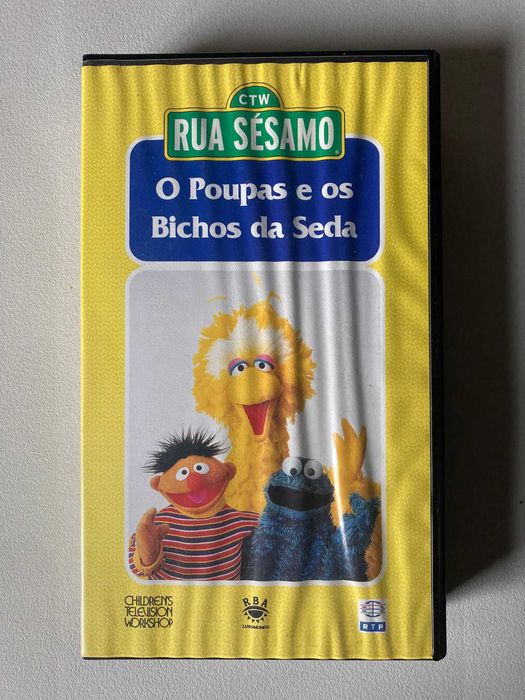 CTW
RUA SÉSAMO
O Poupas e os
Bichos da Seda
CHILDREN'S
TELEVISION
WORKSHOP
RBA
LUSOMUNDO
RTP